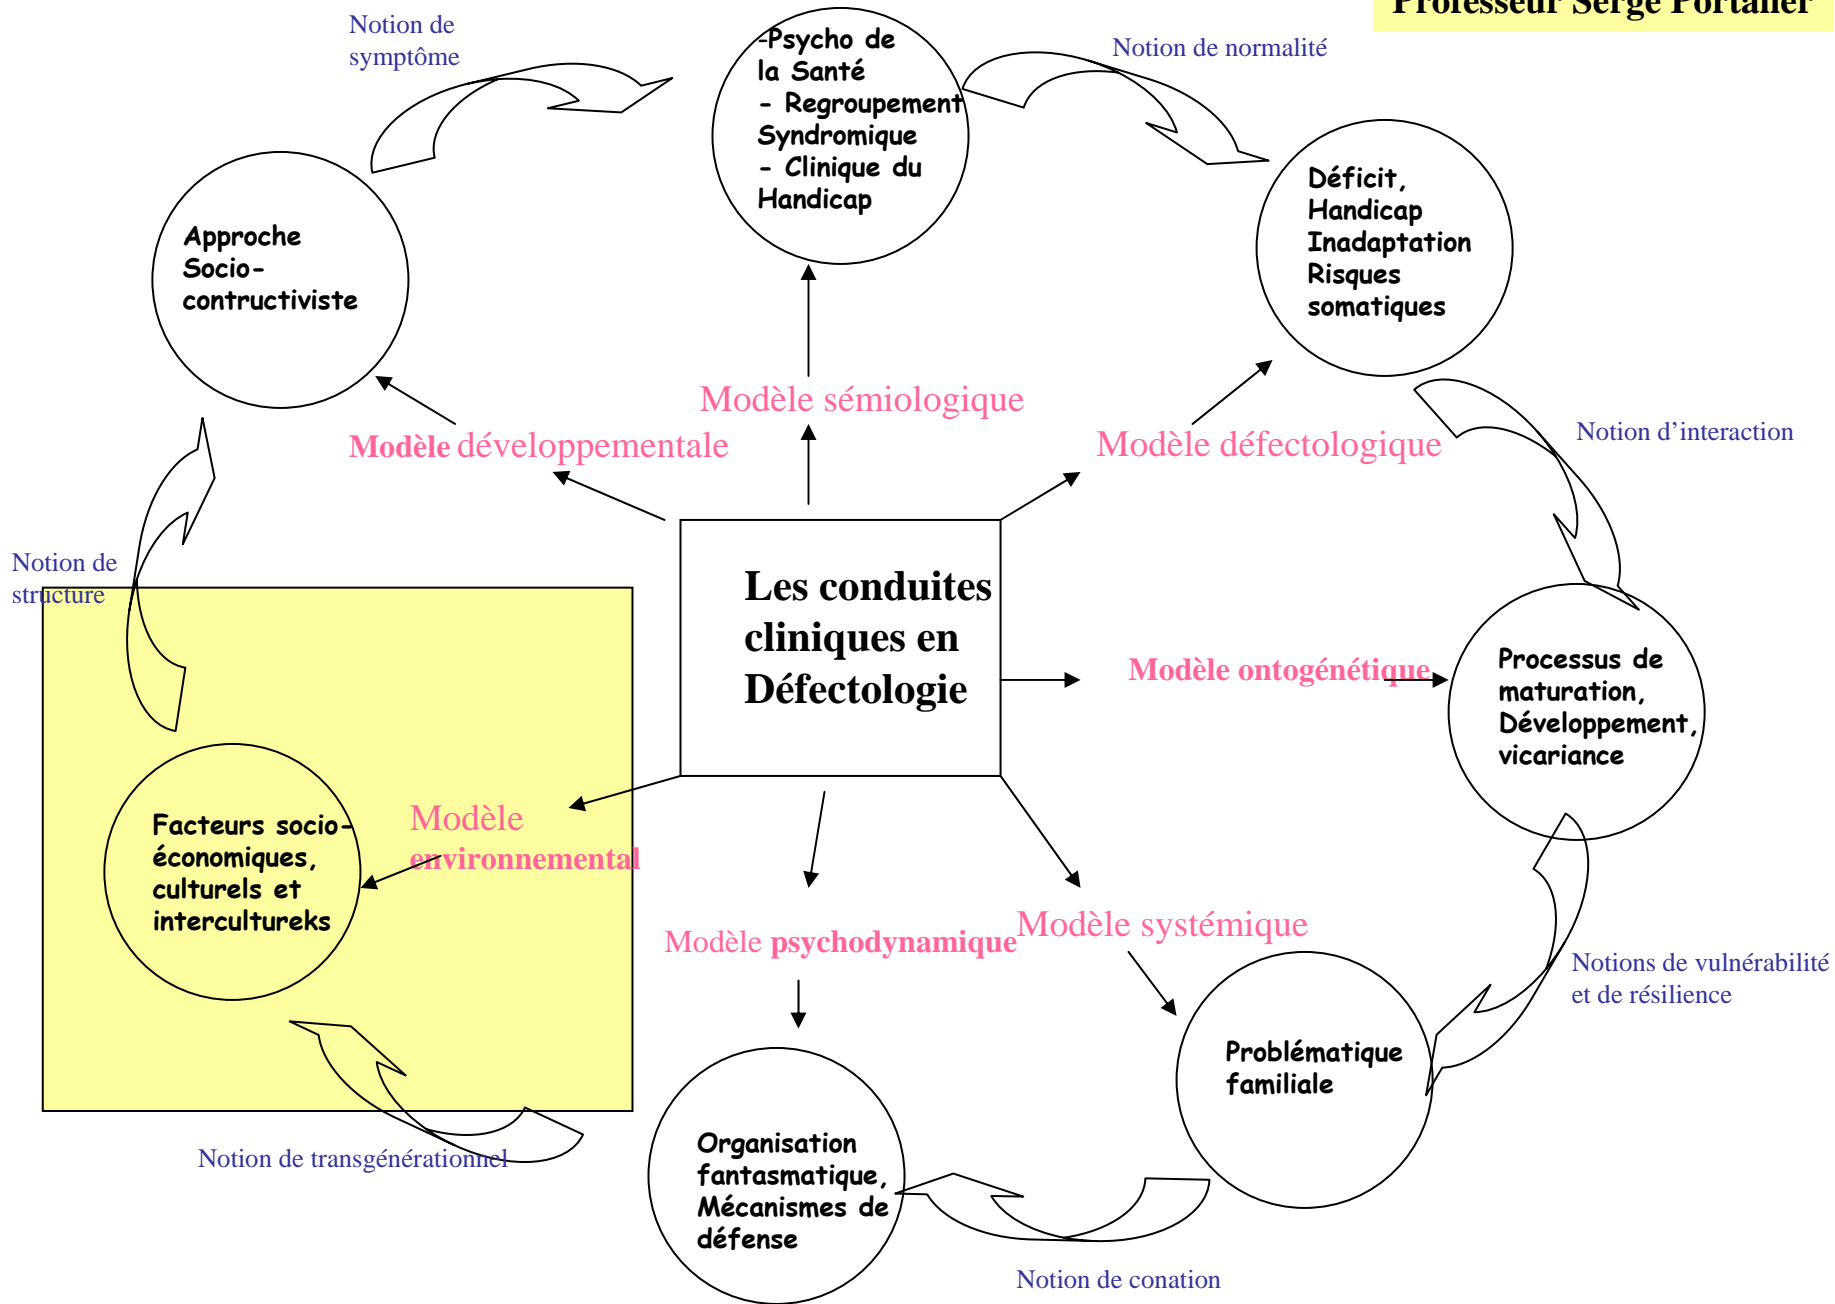 Professeur Serge Portalier
Notion de
symptôme
-Psycho de
la Santé
- Regroupement
Syndromique
- Clinique du
Handicap
Notion de normalité
Déficit,
Handicap
Inadaptation
Risques
somatiques
Approche
Socio-
contructiviste
Modèle sémiologique
Modèle développementale
Modèle défectologique
Notion d'interaction
Notion de
structure
Les conduites
cliniques en
Défectologie
Modèle ontogénétique
Processus de
maturation,
Développement,
vicariance
Facteurs socio-
économiques,
culturels et
intercultureks
Modèle
environnemental
Modèle psychodynamique
Modèle systémique
Notions de vulnérabilité
et de résilience
Problématique
familiale
Organisation
fantasmatique,
Mécanismes de
défense
Notion de transgénérationnel
Notion de conation